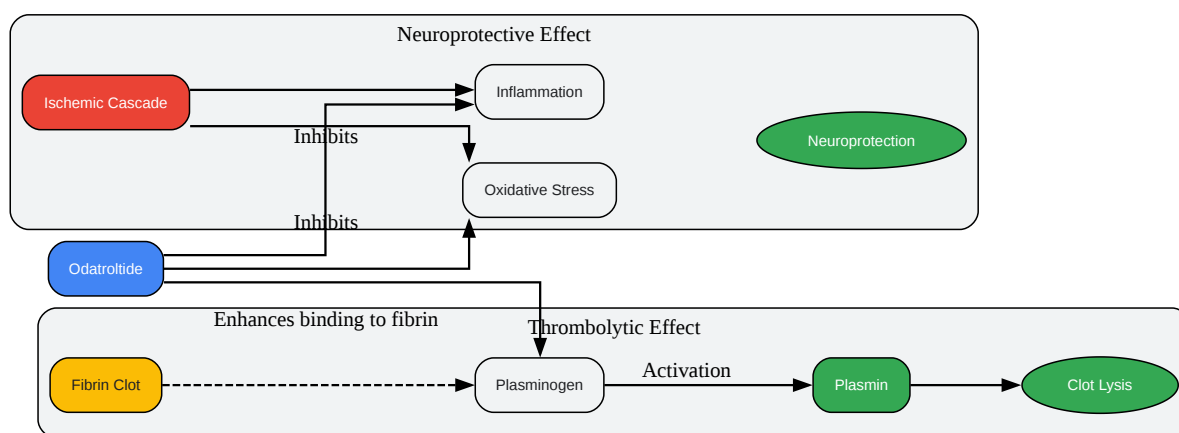 Neuroprotective Effect
Ischemic Cascade
Inflammation
Inhibits
Neuroprotection
Oxidative Stress
Inhibits
Odatroltide
Enhances binding to fibrin
Thrombolytic Effect
Fibrin Clot
Plasminogen
Activation
Plasmin
Clot Lysis